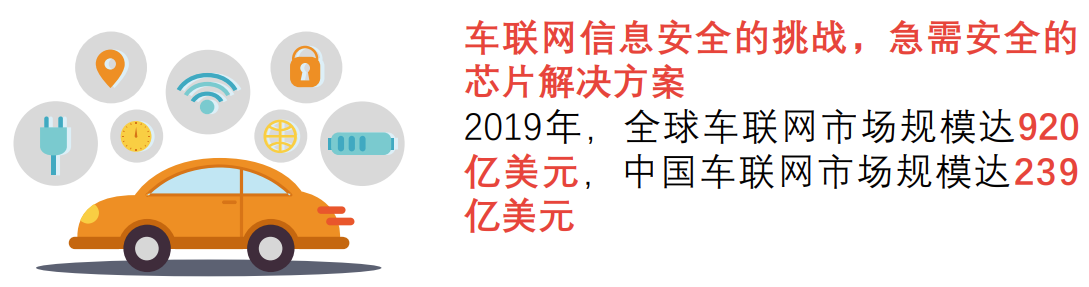 车联网信息安全的挑战，急需安全的
芯片解决方案
2019年，全球车联网市场规模达920
亿美元，中国车联网市场规模达239
亿美元